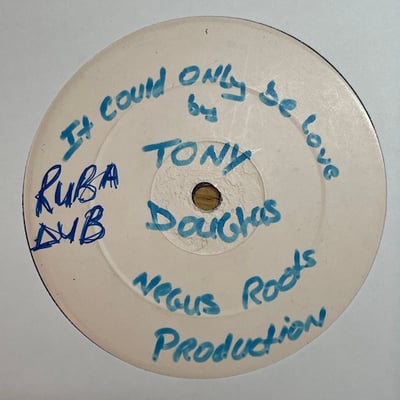 It Could Only be Love
by
TONY
Douglas
Negus Roots
Production
RUBA
DUB